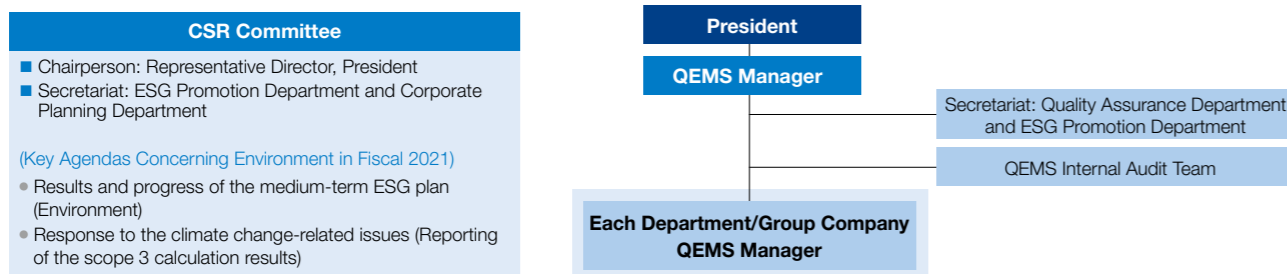 CSR Committee
■ Chairperson: Representative Director, President
■ Secretariat: ESG Promotion Department and Corporate
Planning Department
(Key Agendas Concerning Environment in Fiscal 2021)
● Results and progress of the medium-term ESG plan
(Environment)
● Response to the climate change-related issues (Reporting
of the scope 3 calculation results)
President
QEMS Manager
Secretariat: Quality Assurance Department
and ESG Promotion Department
QEMS Internal Audit Team
Each Department/Group Company
QEMS Manager